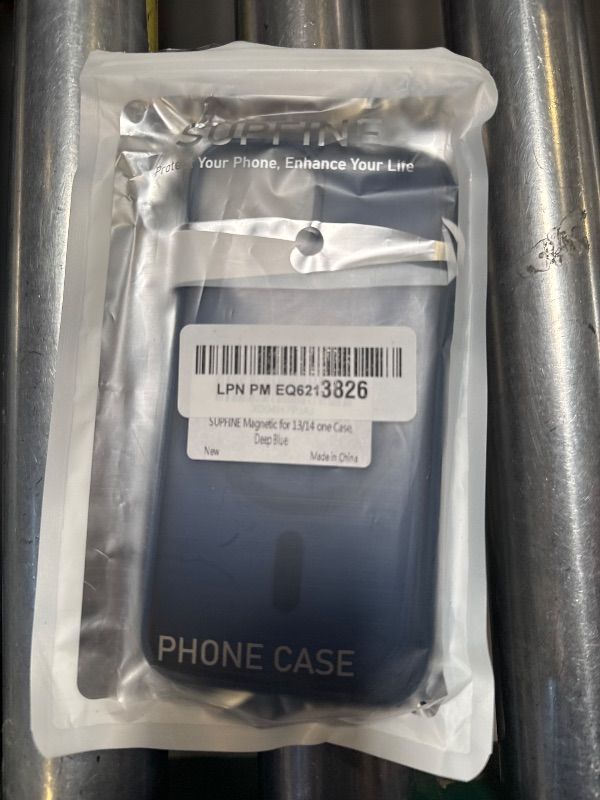 SUPFINE
Protect Your Phone, Enhance Your Life
LPN PM EQ6213826
SUPFINE Magnetic for 13/14 one Case,
Deep Blue
New Made in China
PHONE CASE